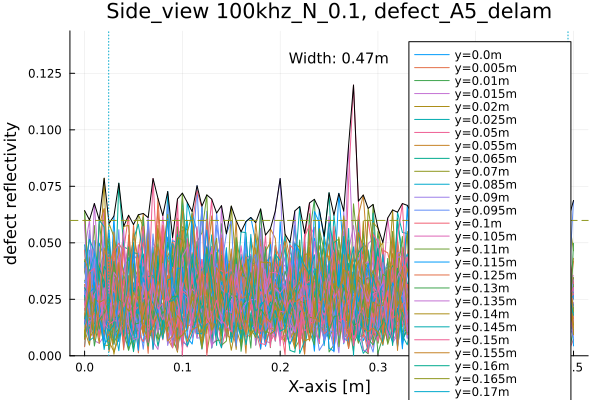 Side_view 100khz_N_0.1, defect_A5_delam
Width: 0.47m
defect reflectivity
0.125
0.100
0.075
0.050
0.025
0.000
0.0
0.1
0.2
0.3
.5
X-axis [m]
y=0.0m
y=0.005m
y=0.01m
y=0.015m
y=0.02m
y=0.025m
y=0.05m
y=0.055m
y=0.065m
y=0.07m
y=0.085m
y=0.09m
y=0.095m
y=0.1m
y=0.105m
y=0.11m
y=0.115m
y=0.125m
y=0.13m
y=0.135m
y=0.14m
y=0.145m
y=0.15m
y=0.155m
y=0.16m
y=0.165m
y=0.17m